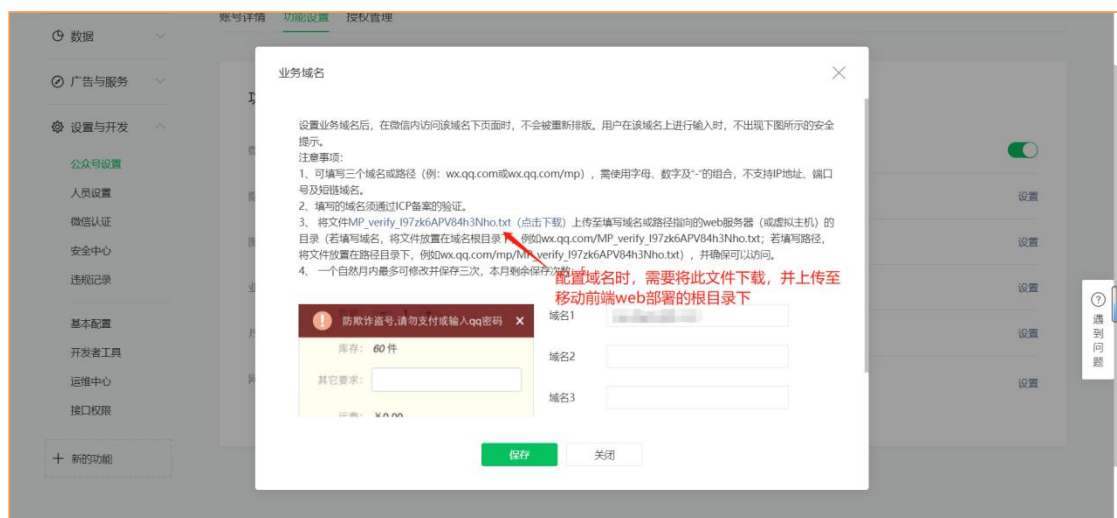 账号详情 功能设置 授权管理
数据
广告与服务
设置与开发
公众号设置
人员设置
微信认证
安全中心
违规记录
基本配置
开发者工具
运维中心
接口权限
新的功能
业务域名
设置业务域名后，在微信内访问该域名下页面时，不会被重新排版。用户在该域名上进行输入时，不出现下图所示的安全
提示。
注意事项：
1、可填写三个域名或路径（例：wx.qq.com或wx.qq.com/mp），需使用字母、数字及“-”的组合，不支持IP地址、端口
号及短链域名。
2、填写的域名须通过ICP备案的验证。
3、 将文件MP_verify_I97zk6APV84h3Nho.txt（点击下载）上传至填写域名或路径指向的web服务器（或虚拟主机）的
目录（若填写域名，将文件放置在域名根目录下，例如wx.qq.com/MP_verify_I97zk6APV84h3Nho.txt；若填写路径，
将文件放置在路径目录下，例如wx.qq.com/mp/MP_verify_I97zk6APV84h3Nho.txt），并确保可以访问。
4、 一个自然月内最多可修改并保存三次，本月剩余保存次数：
配置域名时，需要将此文件下载，并上传至
移动前端web部署的根目录下
防欺诈盗号,请勿支付或输入qq密码
库存： 60件
其它要求：
运费： ¥0.00
域名1
域名2
域名3
保存 关闭
设置
设置
设置
设置
设置
遇到问题